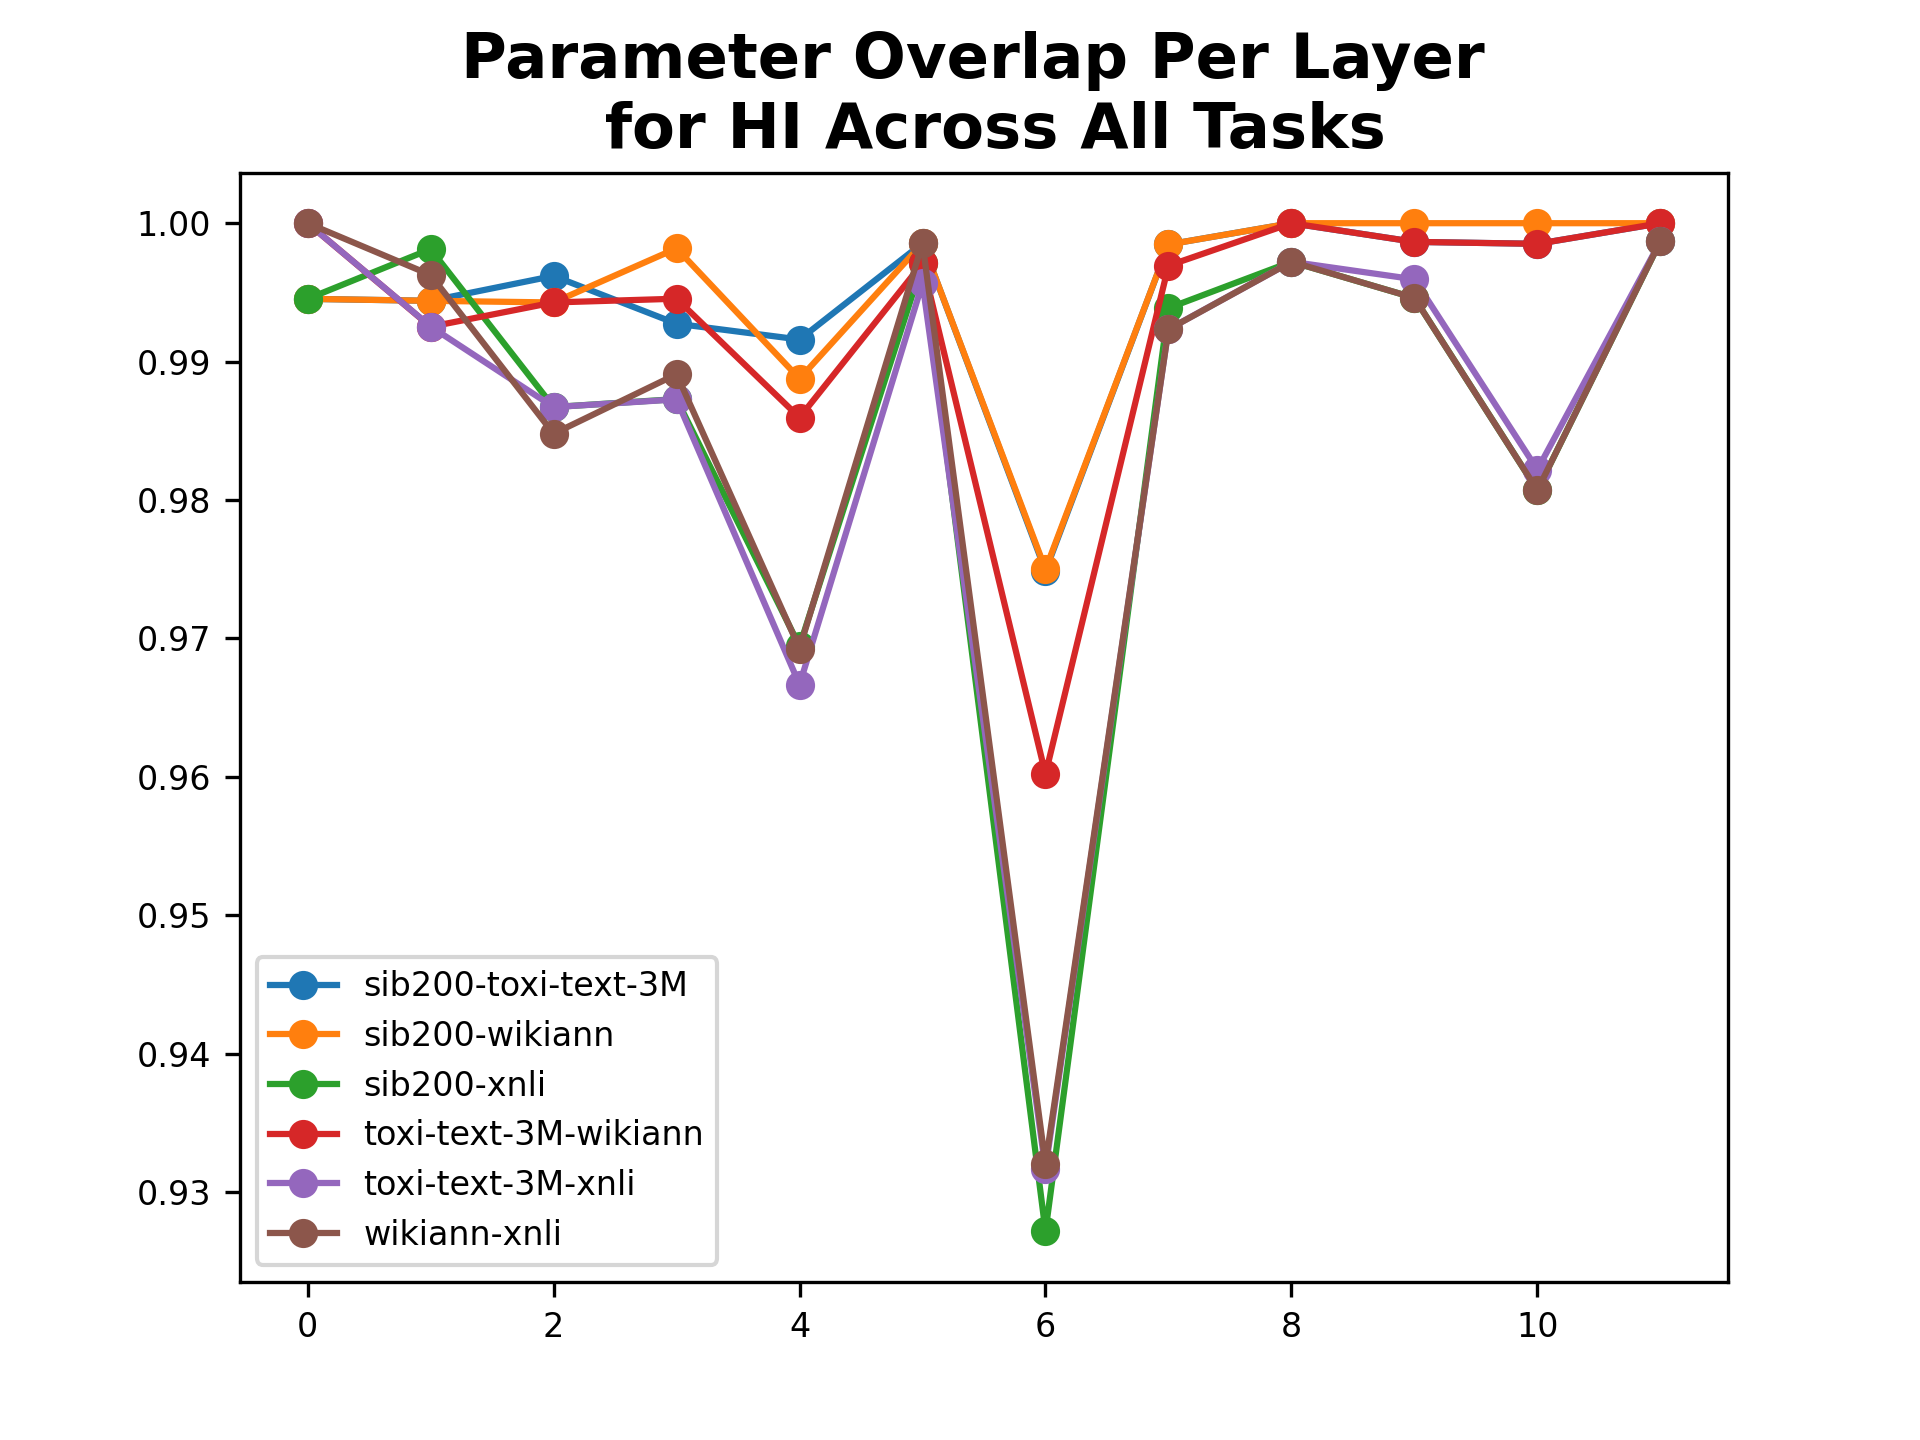 Parameter Overlap Per Layer
for HI Across All Tasks
1.00
0.99
0.98
0.97
0.96
0.95
0.94
0.93
sib200-toxi-text-3M
sib200-wikiann
sib200-xnli
toxi-text-3M-wikiann
toxi-text-3M-xnli
wikiann-xnli
0 2 4 6 8 10